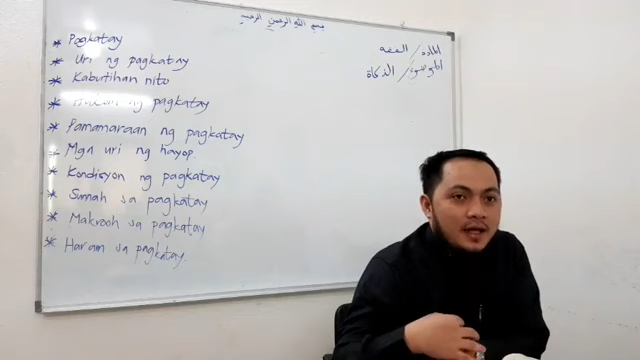 بسم الله الرحمن الرحيم
المادة / الفقه
الموضوع / الذكاة
* Pagkatay
* Uri ng pagkatay
* Kabutihan nito
* ng pagkatay
* Pamamaraan ng pagkatay
* Mga uri ng hayop.
* Kondisyon ng pagkatay
* Sunnah sa pagkatay
* Makrooh sa pagkatay
* Haram sa pagkatay.